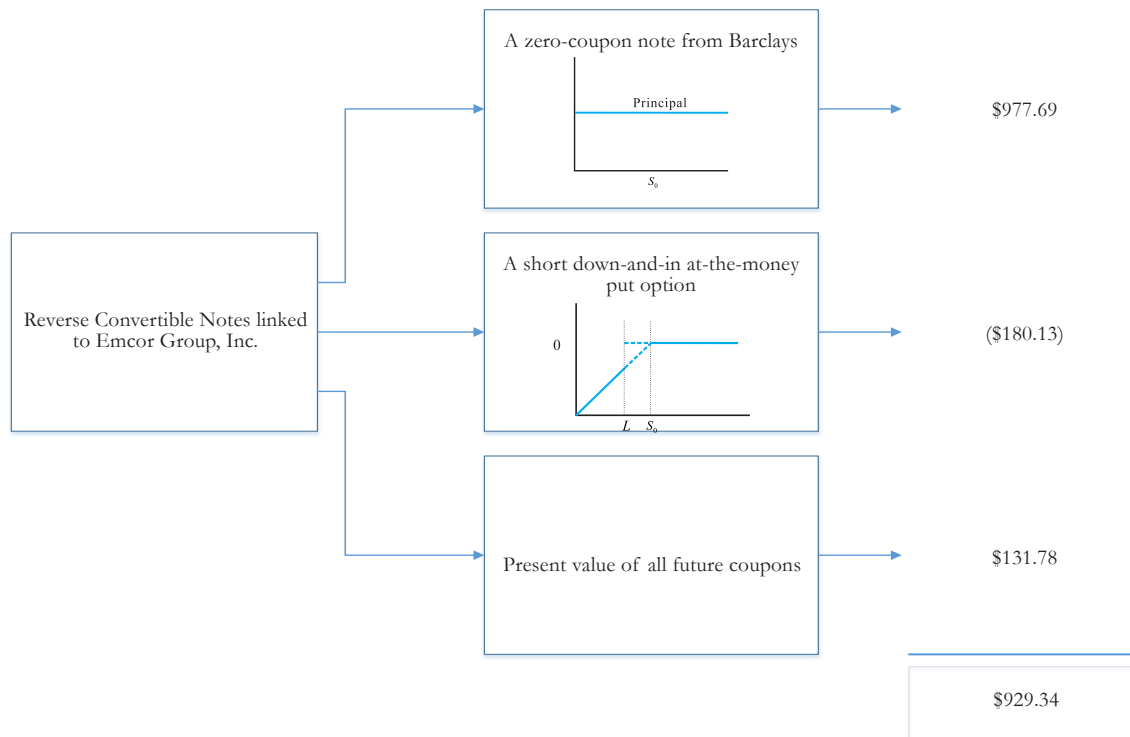 A zero-coupon note from Barclays
Principal
S₀
$977.69
Reverse Convertible Notes linked
to Emcor Group, Inc.
A short down-and-in at-the-money
put option
0
L S₀
($180.13)
Present value of all future coupons
$131.78
$929.34